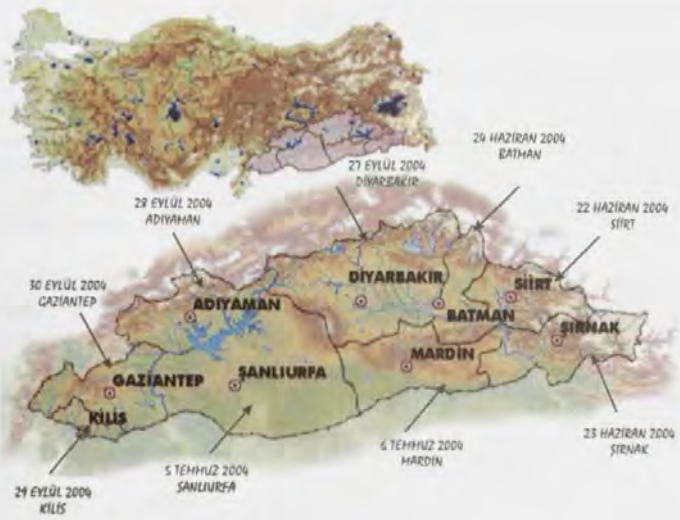 24 HAZİRAN 2004
BATMAN
27 EYLÜL 2004
DİYARBAKIR
28 EYLÜL 2004
ADIYAMAN
22 HAZİRAN 2004
SİİRT
30 EYLÜL 2004
GAZİANTEP
DİYARBAKIR
SİİRT
ADIYAMAN
BATMAN
ŞIRNAK
MARDİN
GAZİANTEP
ŞANLIURFA
KİLİS
23 HAZİRAN 2004
ŞIRNAK
6 TEMMUZ 2004
MARDİN
5 TEMMUZ 2004
ŞANLIURFA
29 EYLÜL 2004
KİLİS